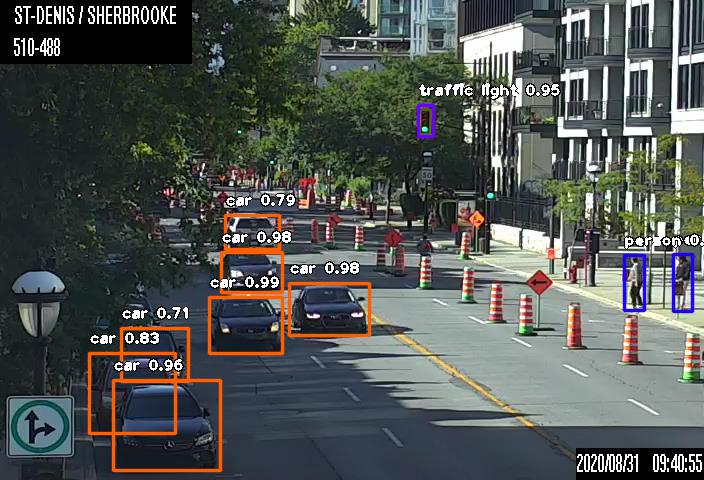 ST-DENIS / SHERBROOKE
510-488
traffic light 0.95
car 0.79
car 0.98
car 0.98
car 0.99
person 0.
car 0.71
car 0.83
car 0.96
2020/08/31 09:40:55